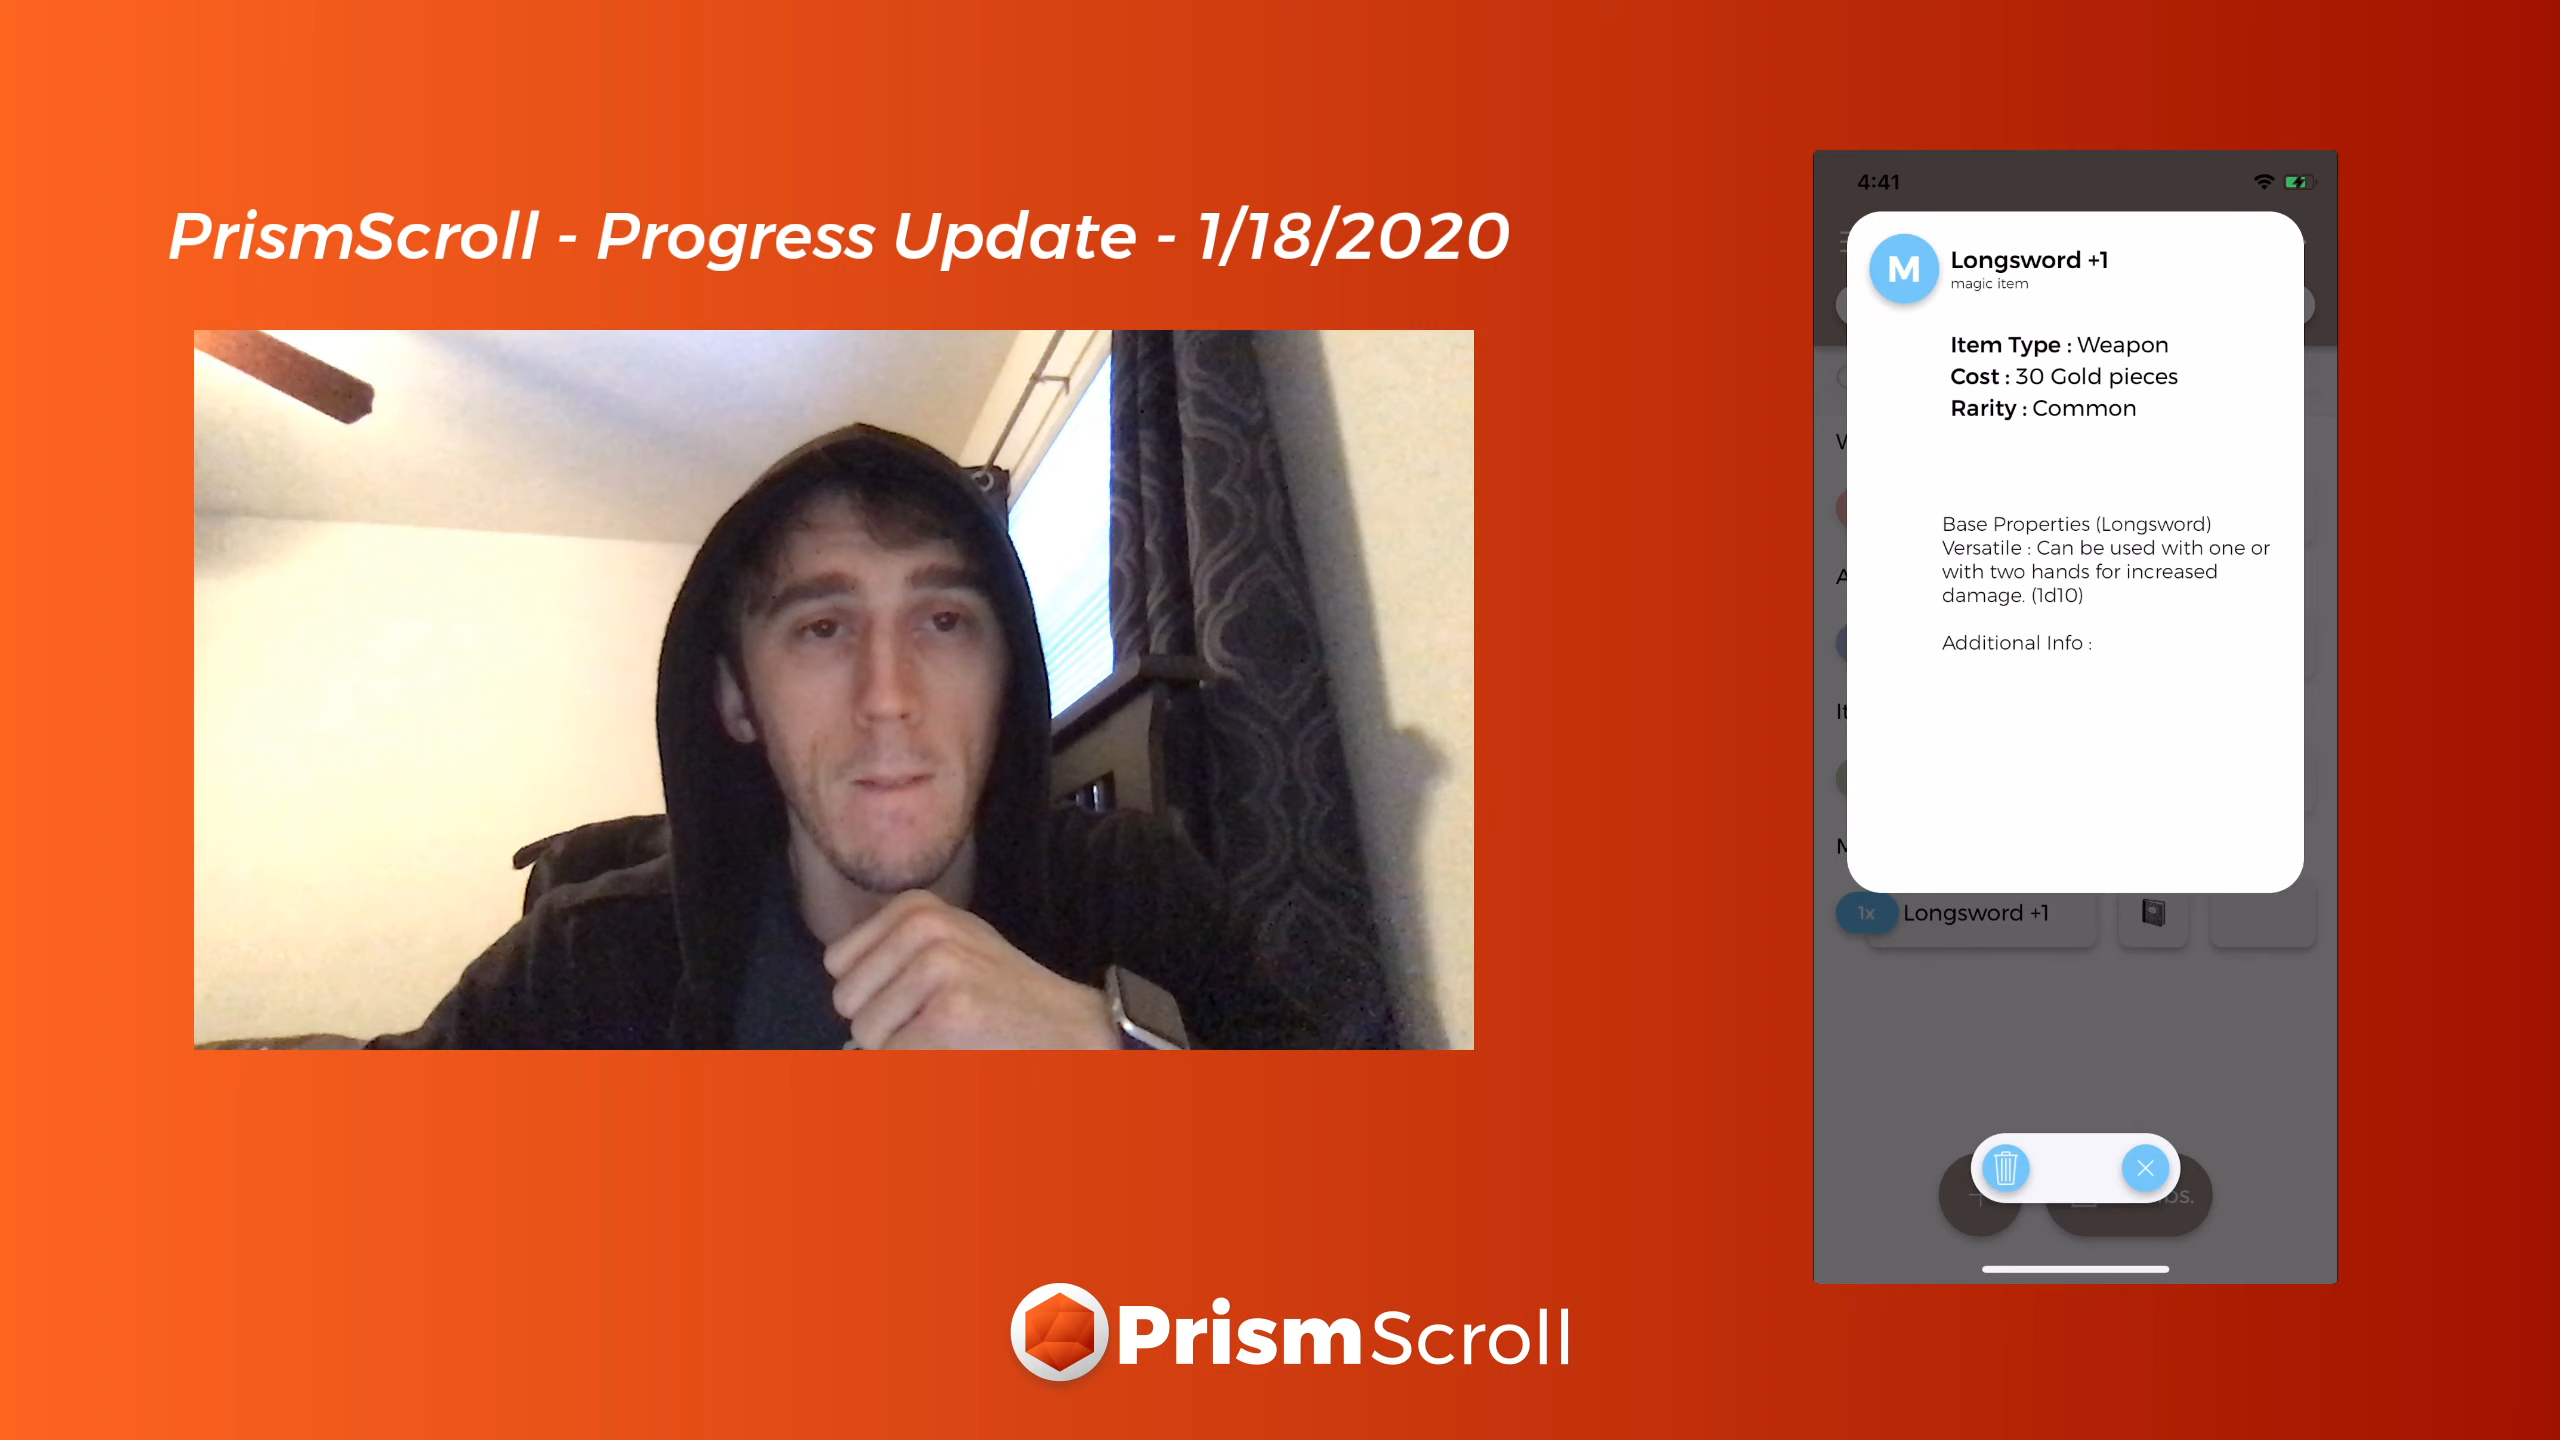 PrismScroll - Progress Update - 1/18/2020
4:41
M
Longsword +1
magic item
Item Type : Weapon
Cost : 30 Gold pieces
Rarity : Common
Base Properties (Longsword)
Versatile : Can be used with one or
with two hands for increased
damage. (1d10)
Additional Info :
1x Longsword +1
PrismScroll